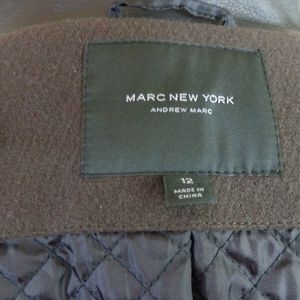 MARC NEW YORK
ANDREW MARC
12
MADE IN
CHINA